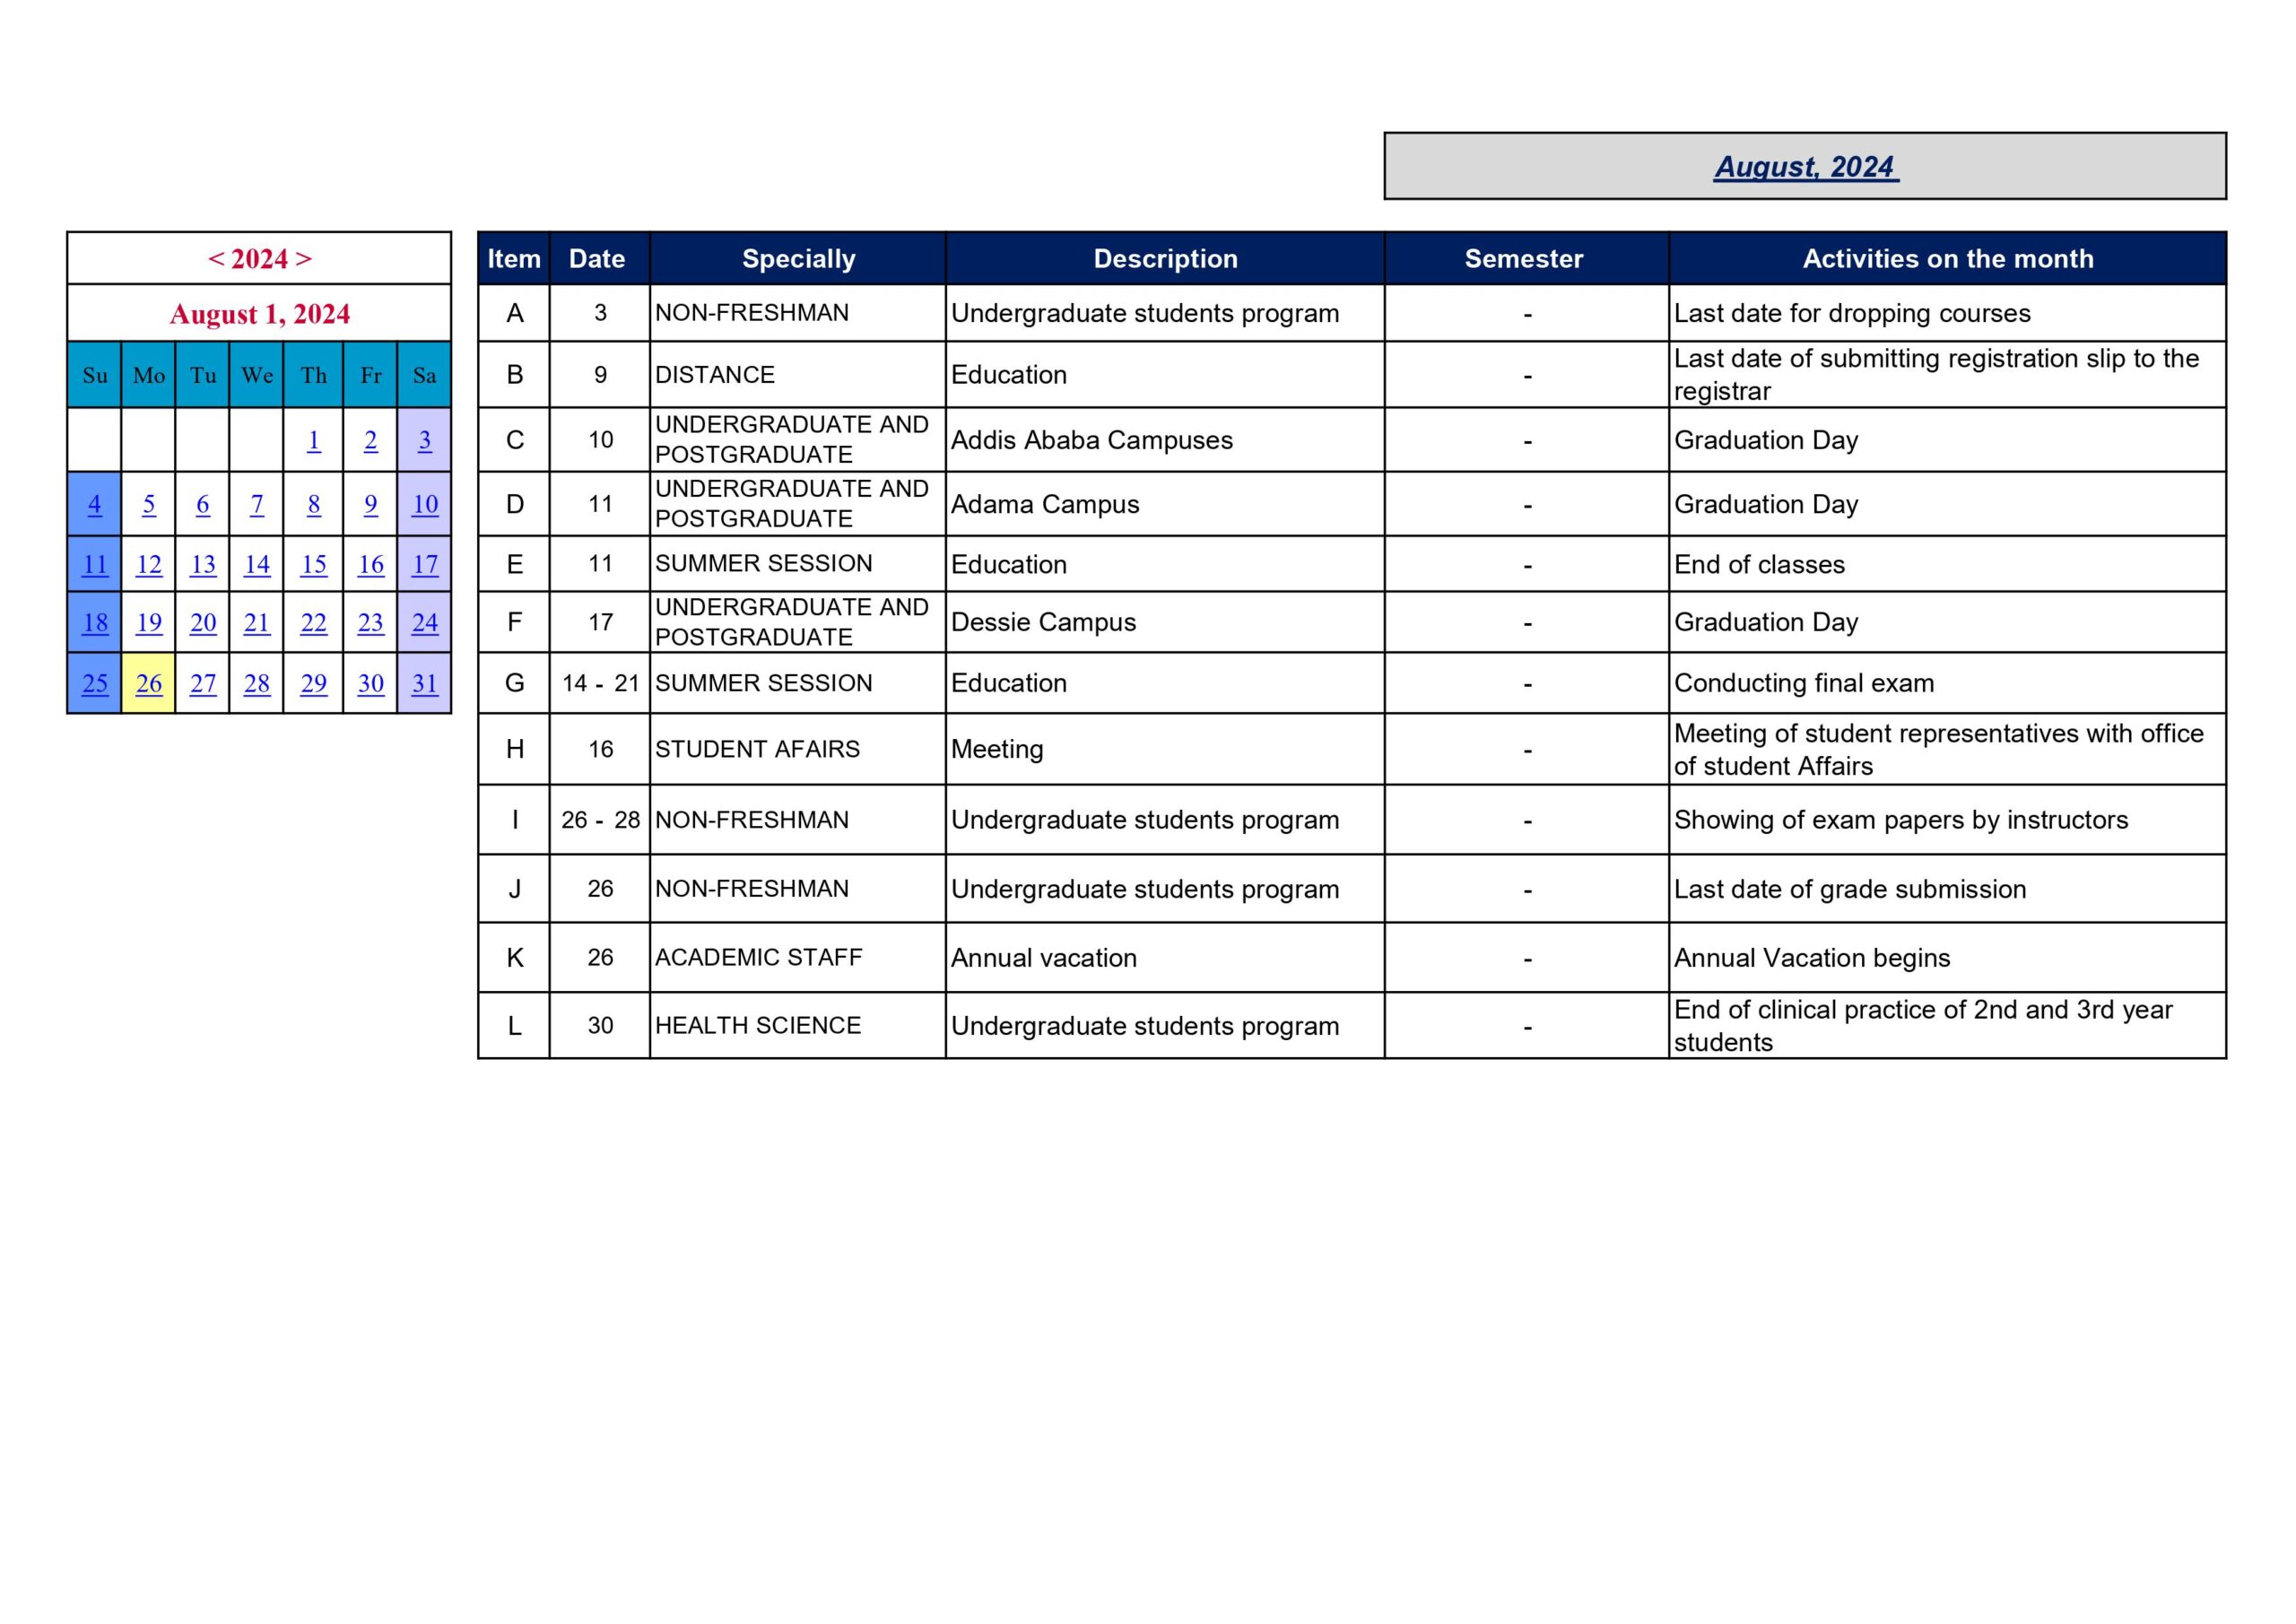 August, 2024
< 2024 >
August 1, 2024
Su Mo Tu We Th Fr Sa
1 2 3
4 5 6 7 8 9 10
11 12 13 14 15 16 17
18 19 20 21 22 23 24
25 26 27 28 29 30 31
Item Date Specially Description Semester Activities on the month
A 3 NON-FRESHMAN Undergraduate students program - Last date for dropping courses
B 9 DISTANCE Education - Last date of submitting registration slip to the
registrar
C 10 UNDERGRADUATE AND
POSTGRADUATE Addis Ababa Campuses - Graduation Day
D 11 UNDERGRADUATE AND
POSTGRADUATE Adama Campus - Graduation Day
E 11 SUMMER SESSION Education - End of classes
F 17 UNDERGRADUATE AND
POSTGRADUATE Dessie Campus - Graduation Day
G 14 - 21 SUMMER SESSION Education - Conducting final exam
H 16 STUDENT AFAIRS Meeting - Meeting of student representatives with office
of student Affairs
I 26 - 28 NON-FRESHMAN Undergraduate students program - Showing of exam papers by instructors
J 26 NON-FRESHMAN Undergraduate students program - Last date of grade submission
K 26 ACADEMIC STAFF Annual vacation - Annual Vacation begins
L 30 HEALTH SCIENCE Undergraduate students program - End of clinical practice of 2nd and 3rd year
students